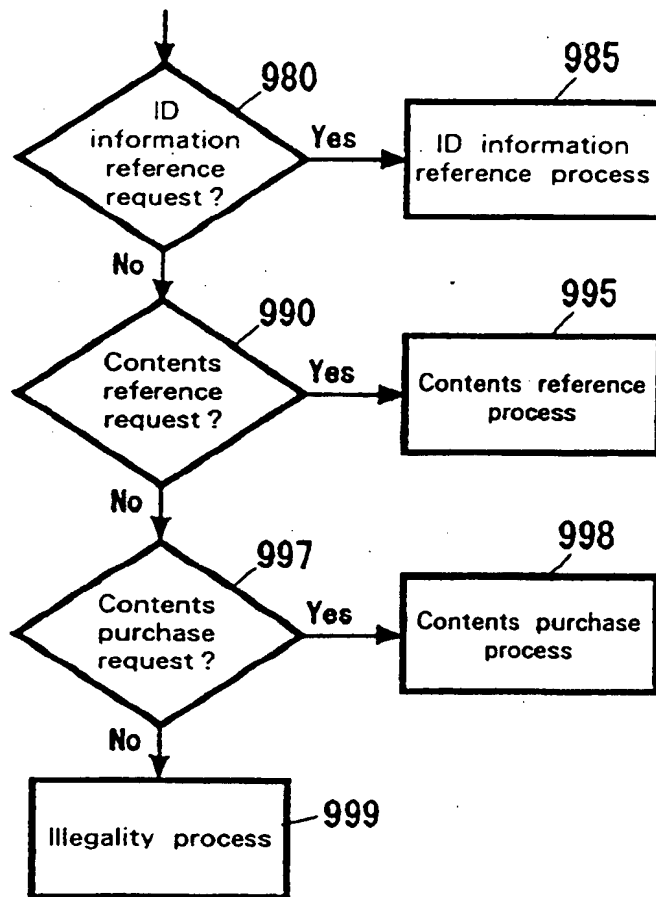 980
ID
information
reference
request ?
Yes
985
ID information
reference process
No
990
Contents
reference
request ?
Yes
995
Contents reference
process
No
997
Contents
purchase
request ?
Yes
998
Contents purchase
process
No
Illegality process
999